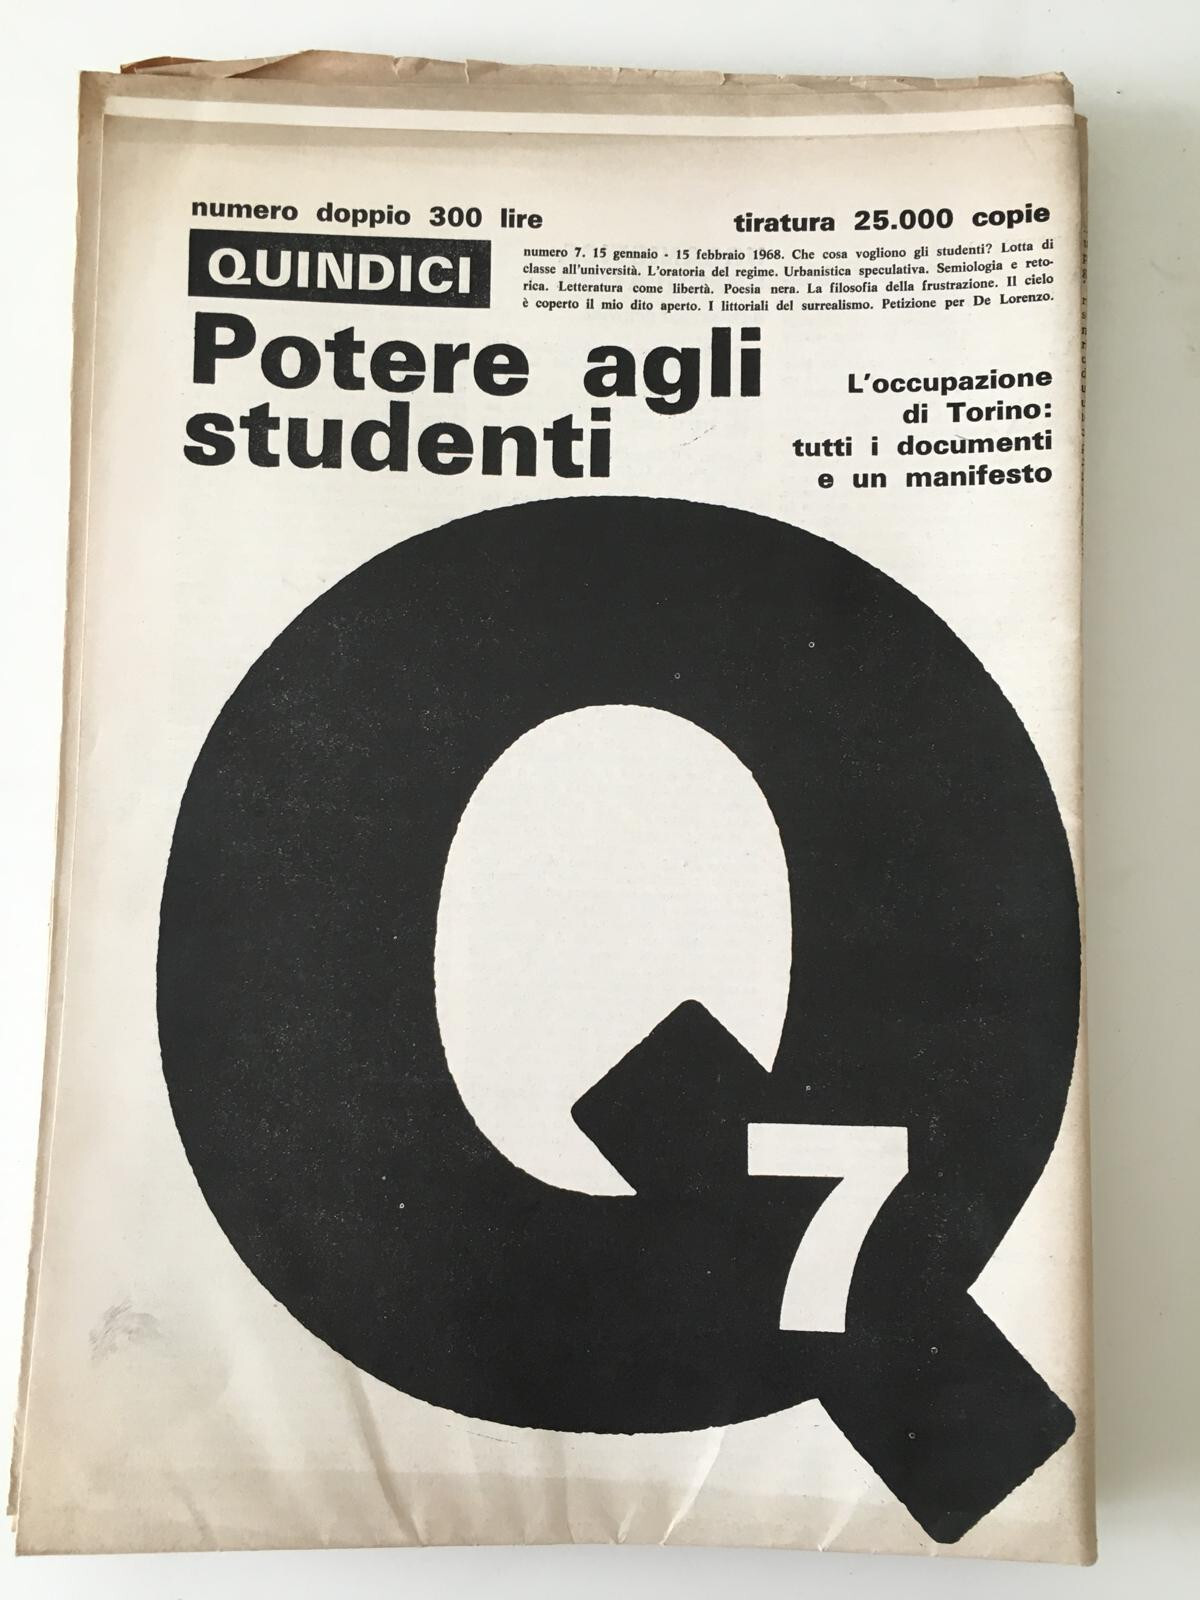 numero doppio 300 lire
tiratura 25.000 copie
QUINDICI
numero 7. 15 gennaio - 15 febbraio 1968. Che cosa vogliono gli studenti? Lotta di
classe all'università. L'oratoria del regime. Urbanistica speculativa. Semiologia e reto-
rica. Letteratura come libertà. Poesia nera. La filosofia della frustrazione. Il cielo
è coperto il mio dito aperto. I littoriali del surrealismo. Petizione per De Lorenzo.
Potere agli
studenti
L'occupazione
di Torino:
tutti i documenti
e un manifesto
Q
7